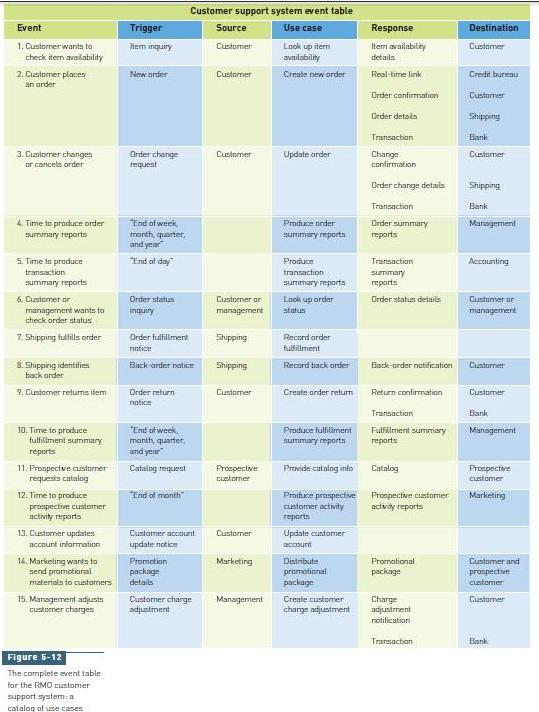 Customer support system event table
Event Trigger Source Use case Response Destination
1. Customer wants to check item availability Item inquiry Customer Look up item availability Item availability details Customer
2. Customer places an order New order Customer Create new order Real-time link Credit bureau
Order confirmation Customer
Order details Shipping
Transaction Bank
3. Customer changes or cancels order Order change request Customer Update order Change confirmation Customer
Order change details Shipping
Transaction Bank
4. Time to produce order summary reports "End of week, month, quarter, and year" Produce order summary reports Order summary reports Management
5. Time to produce transaction summary reports "End of day" Produce transaction summary reports Transaction summary reports Accounting
6. Customer or management wants to check order status Order status inquiry Customer or management Look up order status Order status details Customer or management
7. Shipping fulfills order Order fulfillment notice Shipping Record order fulfillment
8. Shipping identifies back order Back-order notice Shipping Record back order Back-order notification Customer
9. Customer returns item Order return notice Customer Create order return Return confirmation Customer
Transaction Bank
10. Time to produce fulfillment summary reports "End of week, month, quarter, and year" Produce fulfillment summary reports Fulfillment summary reports Management
11. Prospective customer requests catalog Catalog request Prospective customer Provide catalog info Catalog Prospective customer
12. Time to produce prospective customer activity reports "End of month" Produce prospective customer activity reports Prospective customer activity reports Marketing
13. Customer updates account information Customer account update notice Customer Update customer account
14. Marketing wants to send promotional materials to customers Promotion package details Marketing Distribute promotional package Promotional package Customer and prospective customer
15. Management adjusts customer charges Customer charge adjustment Management Create customer charge adjustment Charge adjustment notification Customer
Transaction Bank
Figure 5-12
The complete event table
for the RMO customer
support system: a
catalog of use cases